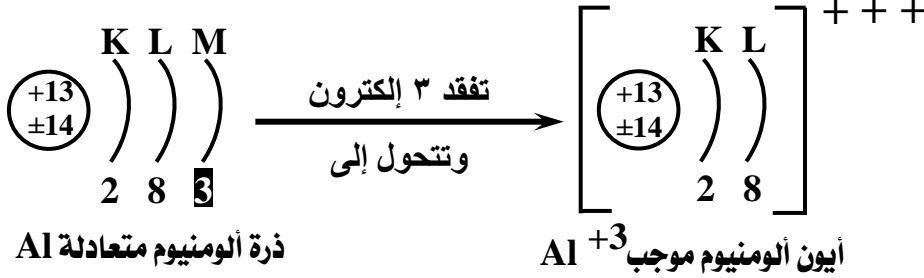 + + +
K L M
K L
+13
±14
تفقد ٣ إلكترون
وتتحول إلى
+13
±14
2 8 3
2 8
ذرة ألومنيوم متعادلة Al
أيون ألومنيوم موجب Al +3